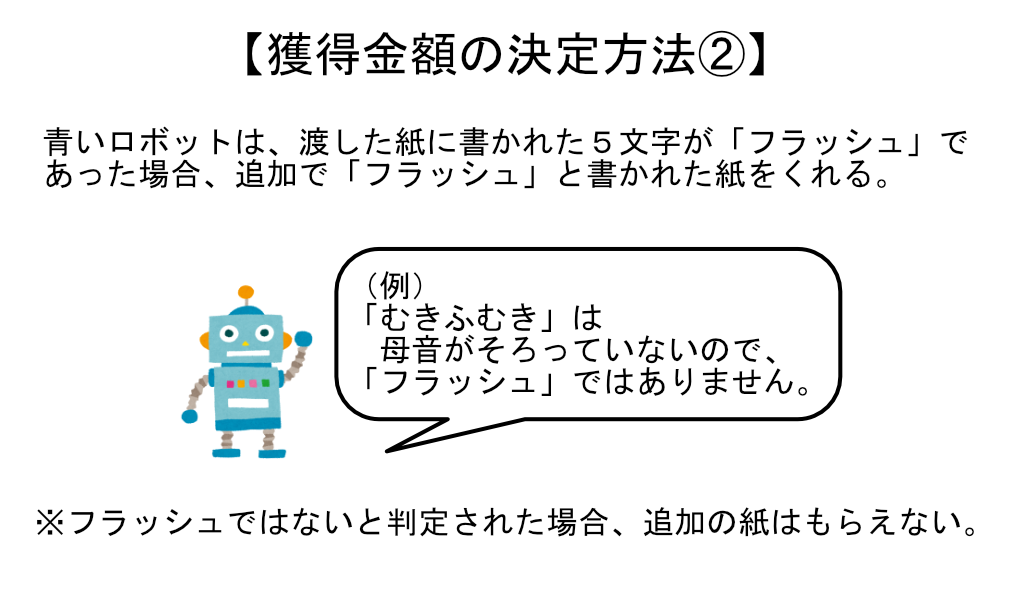 【獲得金額の決定方法②】
青いロボットは、渡した紙に書かれた５文字が「フラッシュ」で
あった場合、追加で「フラッシュ」と書かれた紙をくれる。
（例）
「むきふむき」は
母音がそろっていないので、
「フラッシュ」ではありません。
※フラッシュではないと判定された場合、追加の紙はもらえない。